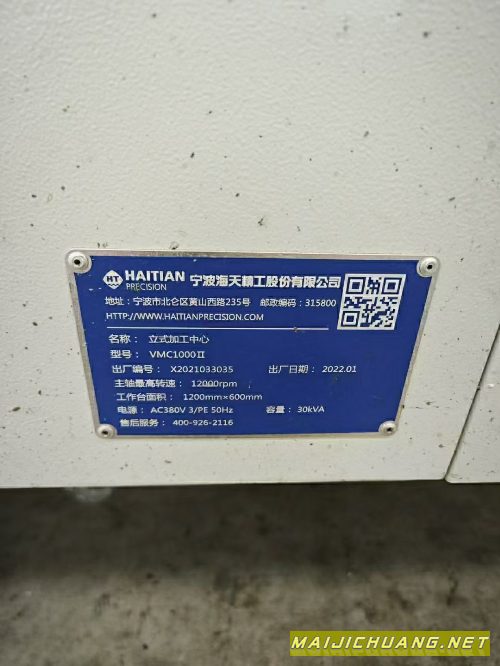 HT HAITIAN PRECISION 宁波海天精工股份有限公司
地址：宁波市北仑区黄山西路235号 邮政编码：315800
HTTP://WWW.HAITIANPRECISION.COM
名称： 立式加工中心
型号： VMC1000Ⅱ
出厂编号： X2021033035 出厂日期： 2022.01
主轴最高转速： 12000rpm
工作台面积： 1200mm×600mm
电源： AC380V 3/PE 50Hz 容量： 30kVA
售后服务： 400-926-2116
MAIJICHUANG.NET